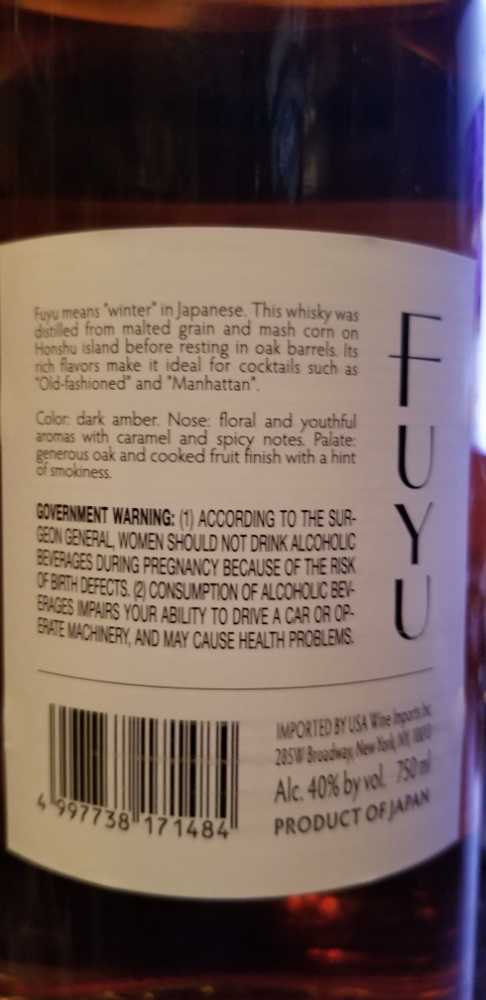 Fuyu means "winter" in Japanese. This whisky was
distilled from malted grain and mash corn on
Honshu island before resting in oak barrels. Its
rich flavors make it ideal for cocktails such as
"Old-fashioned" and "Manhattan".
Color: dark amber. Nose: floral and youthful
aromas with caramel and spicy notes. Palate:
generous oak and cooked fruit finish with a hint
of smokiness.
GOVERNMENT WARNING: (1) ACCORDING TO THE SUR-
GEON GENERAL, WOMEN SHOULD NOT DRINK ALCOHOLIC
BEVERAGES DURING PREGNANCY BECAUSE OF THE RISK
OF BIRTH DEFECTS. (2) CONSUMPTION OF ALCOHOLIC BEV-
ERAGES IMPAIRS YOUR ABILITY TO DRIVE A CAR OR OP-
ERATE MACHINERY, AND MAY CAUSE HEALTH PROBLEMS.
FUYU
4 997738 171484
IMPORTED BY USA Wine Imports Inc
285W Broadway, New York, NY, 10013
Alc. 40% by vol. 750 ml
PRODUCT OF JAPAN